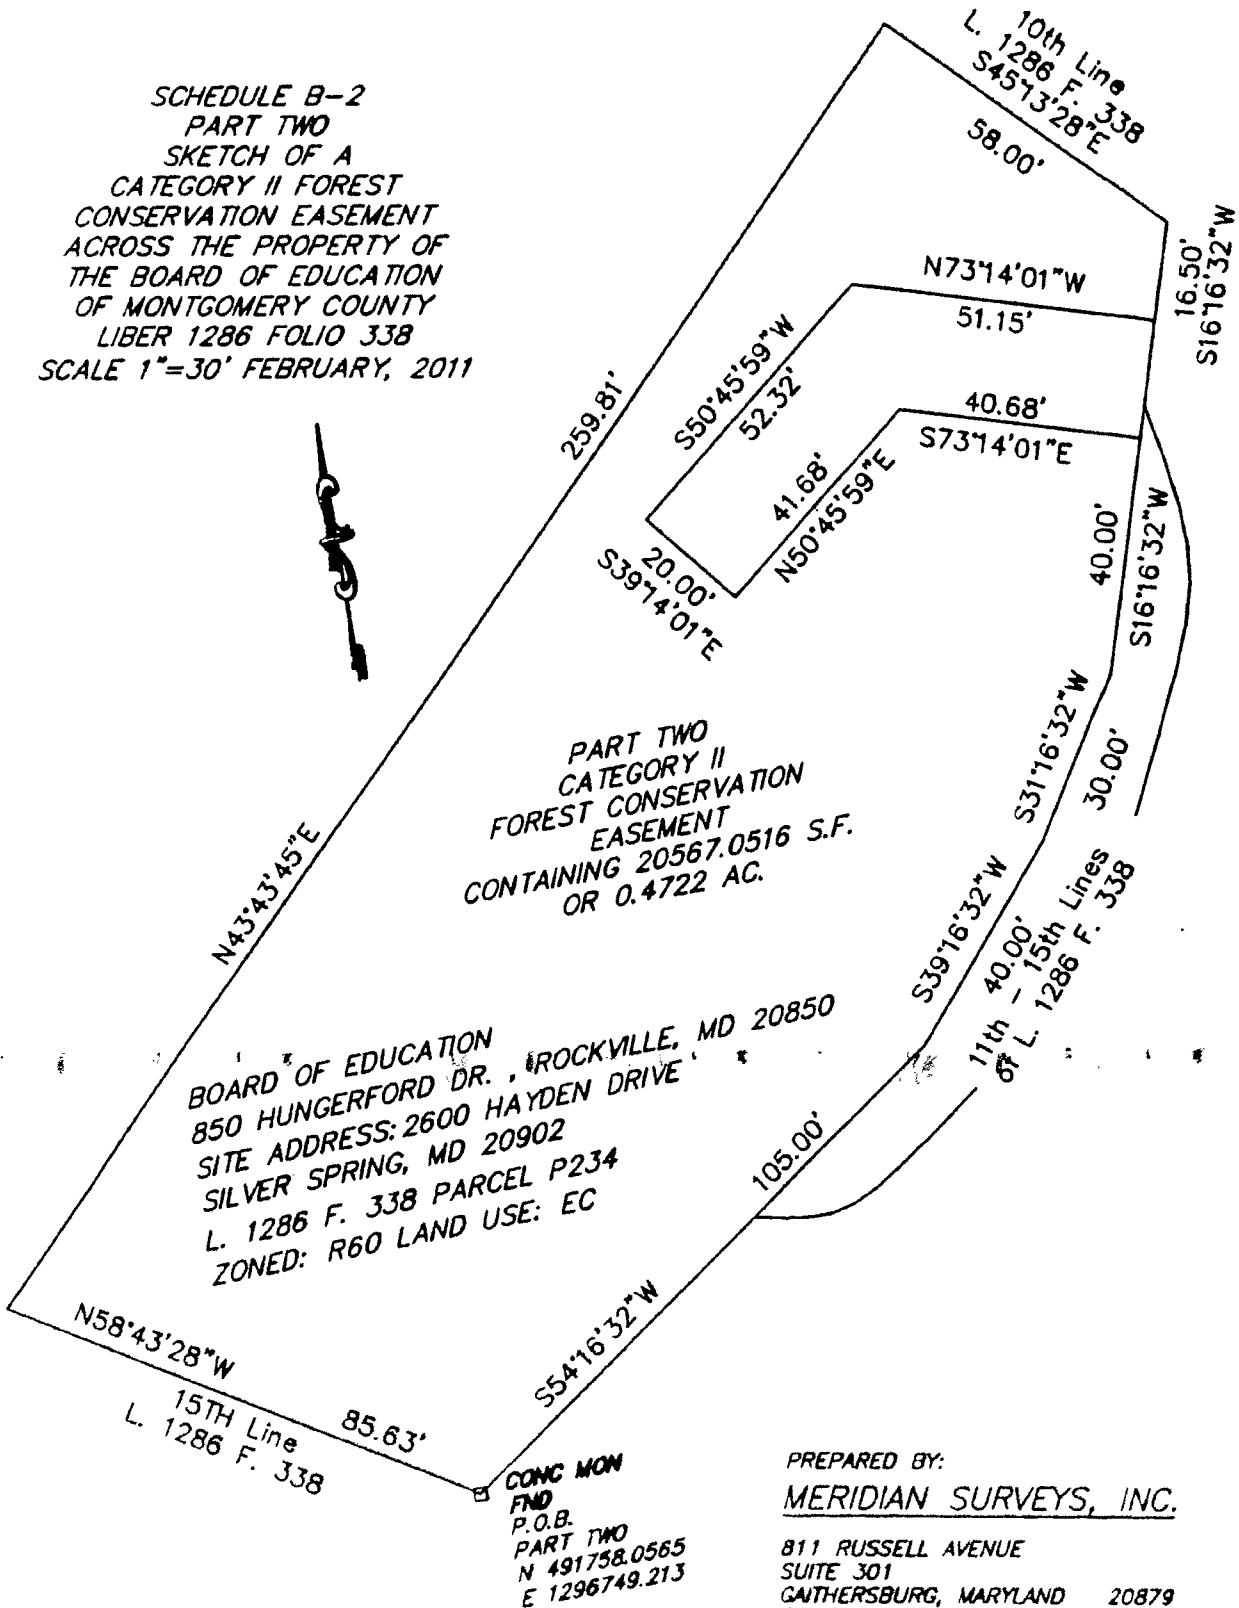 SCHEDULE B-2
PART TWO
SKETCH OF A
CATEGORY II FOREST
CONSERVATION EASEMENT
ACROSS THE PROPERTY OF
THE BOARD OF EDUCATION
OF MONTGOMERY COUNTY
LIBER 1286 FOLIO 338
SCALE 1"=30' FEBRUARY, 2011
10th Line
L. 1286 F. 338
S45°13'28"E
58.00'
16.50'
S16°16'32"W
N73°14'01"W
51.15'
S50°45'59"W
52.32'
259.81'
40.68'
S73°14'01"E
41.68'
N50°45'59"E
20.00'
S39°14'01"E
40.00'
S16°16'32"W
S31°16'32"W
30.00'
PART TWO
CATEGORY II
FOREST CONSERVATION
EASEMENT
CONTAINING 20567.0516 S.F.
OR 0.4722 AC.
N43°43'45"E
S39°16'32"W
40.00'
11th - 15th Lines
of L. 1286 F. 338
BOARD OF EDUCATION
850 HUNGERFORD DR. , ROCKVILLE, MD 20850
SITE ADDRESS: 2600 HAYDEN DRIVE
SILVER SPRING, MD 20902
L. 1286 F. 338 PARCEL P234
ZONED: R60 LAND USE: EC
105.00'
S54°16'32"W
N58°43'28"W
85.63'
15TH Line
L. 1286 F. 338
CONC MON
FND
P.O.B.
PART TWO
N 491758.0565
E 1296749.213
PREPARED BY:
MERIDIAN SURVEYS, INC.
811 RUSSELL AVENUE
SUITE 301
GAITHERSBURG, MARYLAND 20879